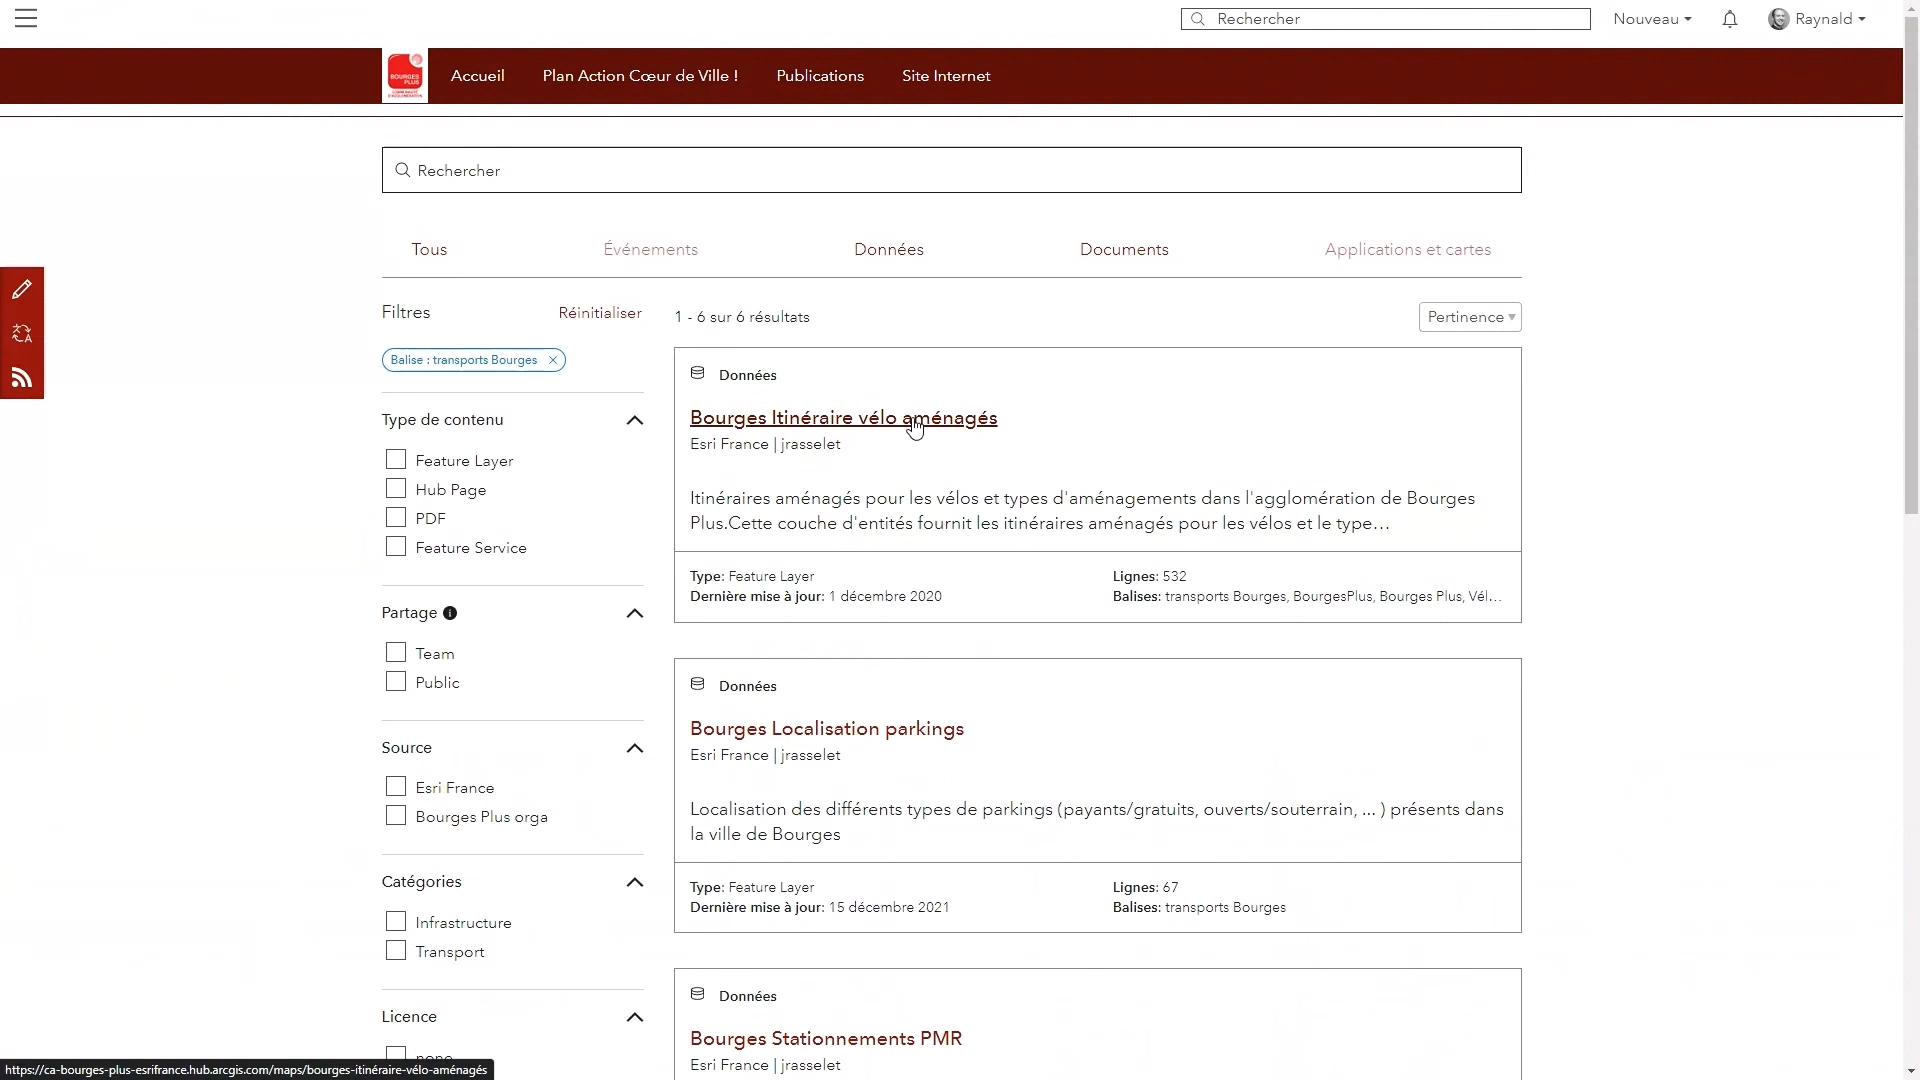 Rechercher
Nouveau
Raynald
BOURGES
PLUS
Accueil
Plan Action Cœur de Ville !
Publications
Site Internet
Rechercher
Tous
Événements
Données
Documents
Applications et cartes
Filtres
Réinitialiser
1 - 6 sur 6 résultats
Pertinence
Balise : transports Bourges
Type de contenu
Feature Layer
Hub Page
PDF
Feature Service
Partage
Team
Public
Source
Esri France
Bourges Plus orga
Catégories
Infrastructure
Transport
Licence
none
Données
Bourges Itinéraire vélo aménagés
Esri France | jrasselet
Itinéraires aménagés pour les vélos et types d'aménagements dans l'agglomération de Bourges
Plus.Cette couche d'entités fournit les itinéraires aménagés pour les vélos et le type...
Type: Feature Layer
Dernière mise à jour: 1 décembre 2020
Lignes: 532
Balises: transports Bourges, BourgesPlus, Bourges Plus, Vél...
Données
Bourges Localisation parkings
Esri France | jrasselet
Localisation des différents types de parkings (payants/gratuits, ouverts/souterrain, ... ) présents dans
la ville de Bourges
Type: Feature Layer
Dernière mise à jour: 15 décembre 2021
Lignes: 67
Balises: transports Bourges
Données
Bourges Stationnements PMR
Esri France | jrasselet
https://ca-bourges-plus-esrifrance.hub.arcgis.com/maps/bourges-itinéraire-vélo-aménagés